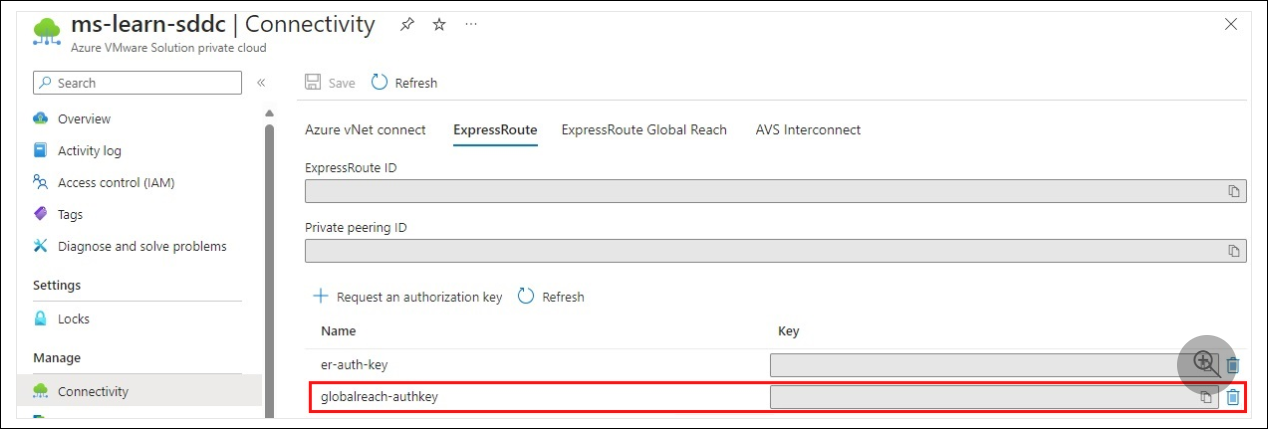 ms-learn-sddc | Connectivity
Azure VMware Solution private cloud
Search
Overview
Activity log
Access control (IAM)
Tags
Diagnose and solve problems
Settings
Locks
Manage
Connectivity
Save Refresh
Azure vNet connect ExpressRoute ExpressRoute Global Reach AVS Interconnect
ExpressRoute ID
Private peering ID
Request an authorization key Refresh
Name Key
er-auth-key
globalreach-authkey